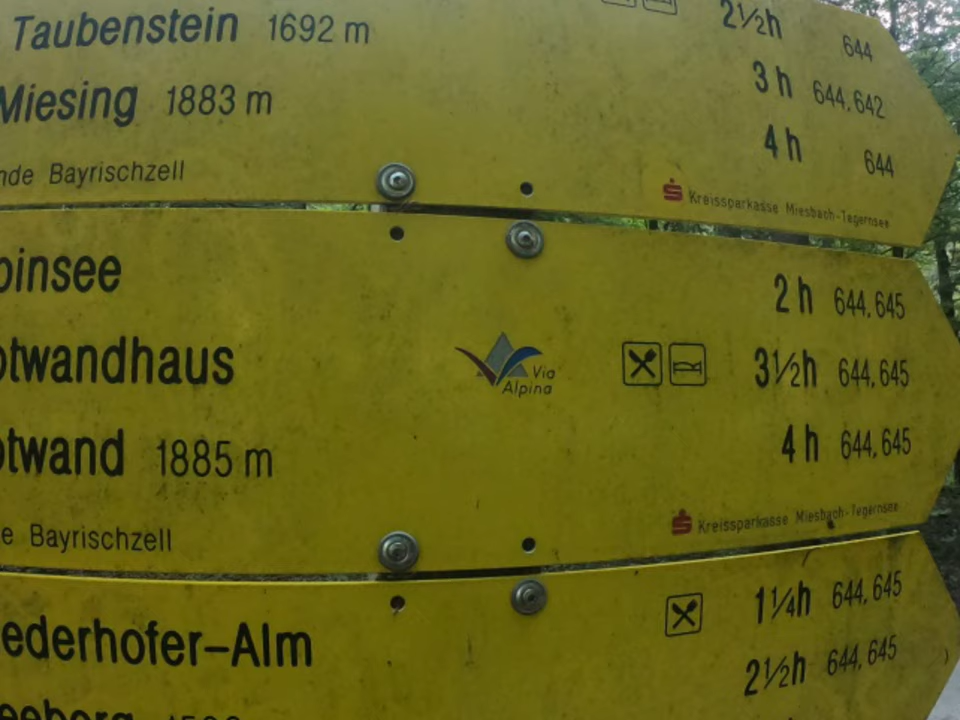 2½h
Taubenstein 1692 m 3 h 644
Miesing 1883 m 4 h 644.642
644
nde Bayrischzell
Kreissparkasse Miesbach-Tegernsee
oinsee 2 h 644.645
otwandhaus Via Alpina 3½h 644.645
otwand 1885 m 4 h 644.645
e Bayrischzell
Kreissparkasse Miesbach-Tegernsee
ederhofer-Alm 1¼h 644.645
2½h 644.645